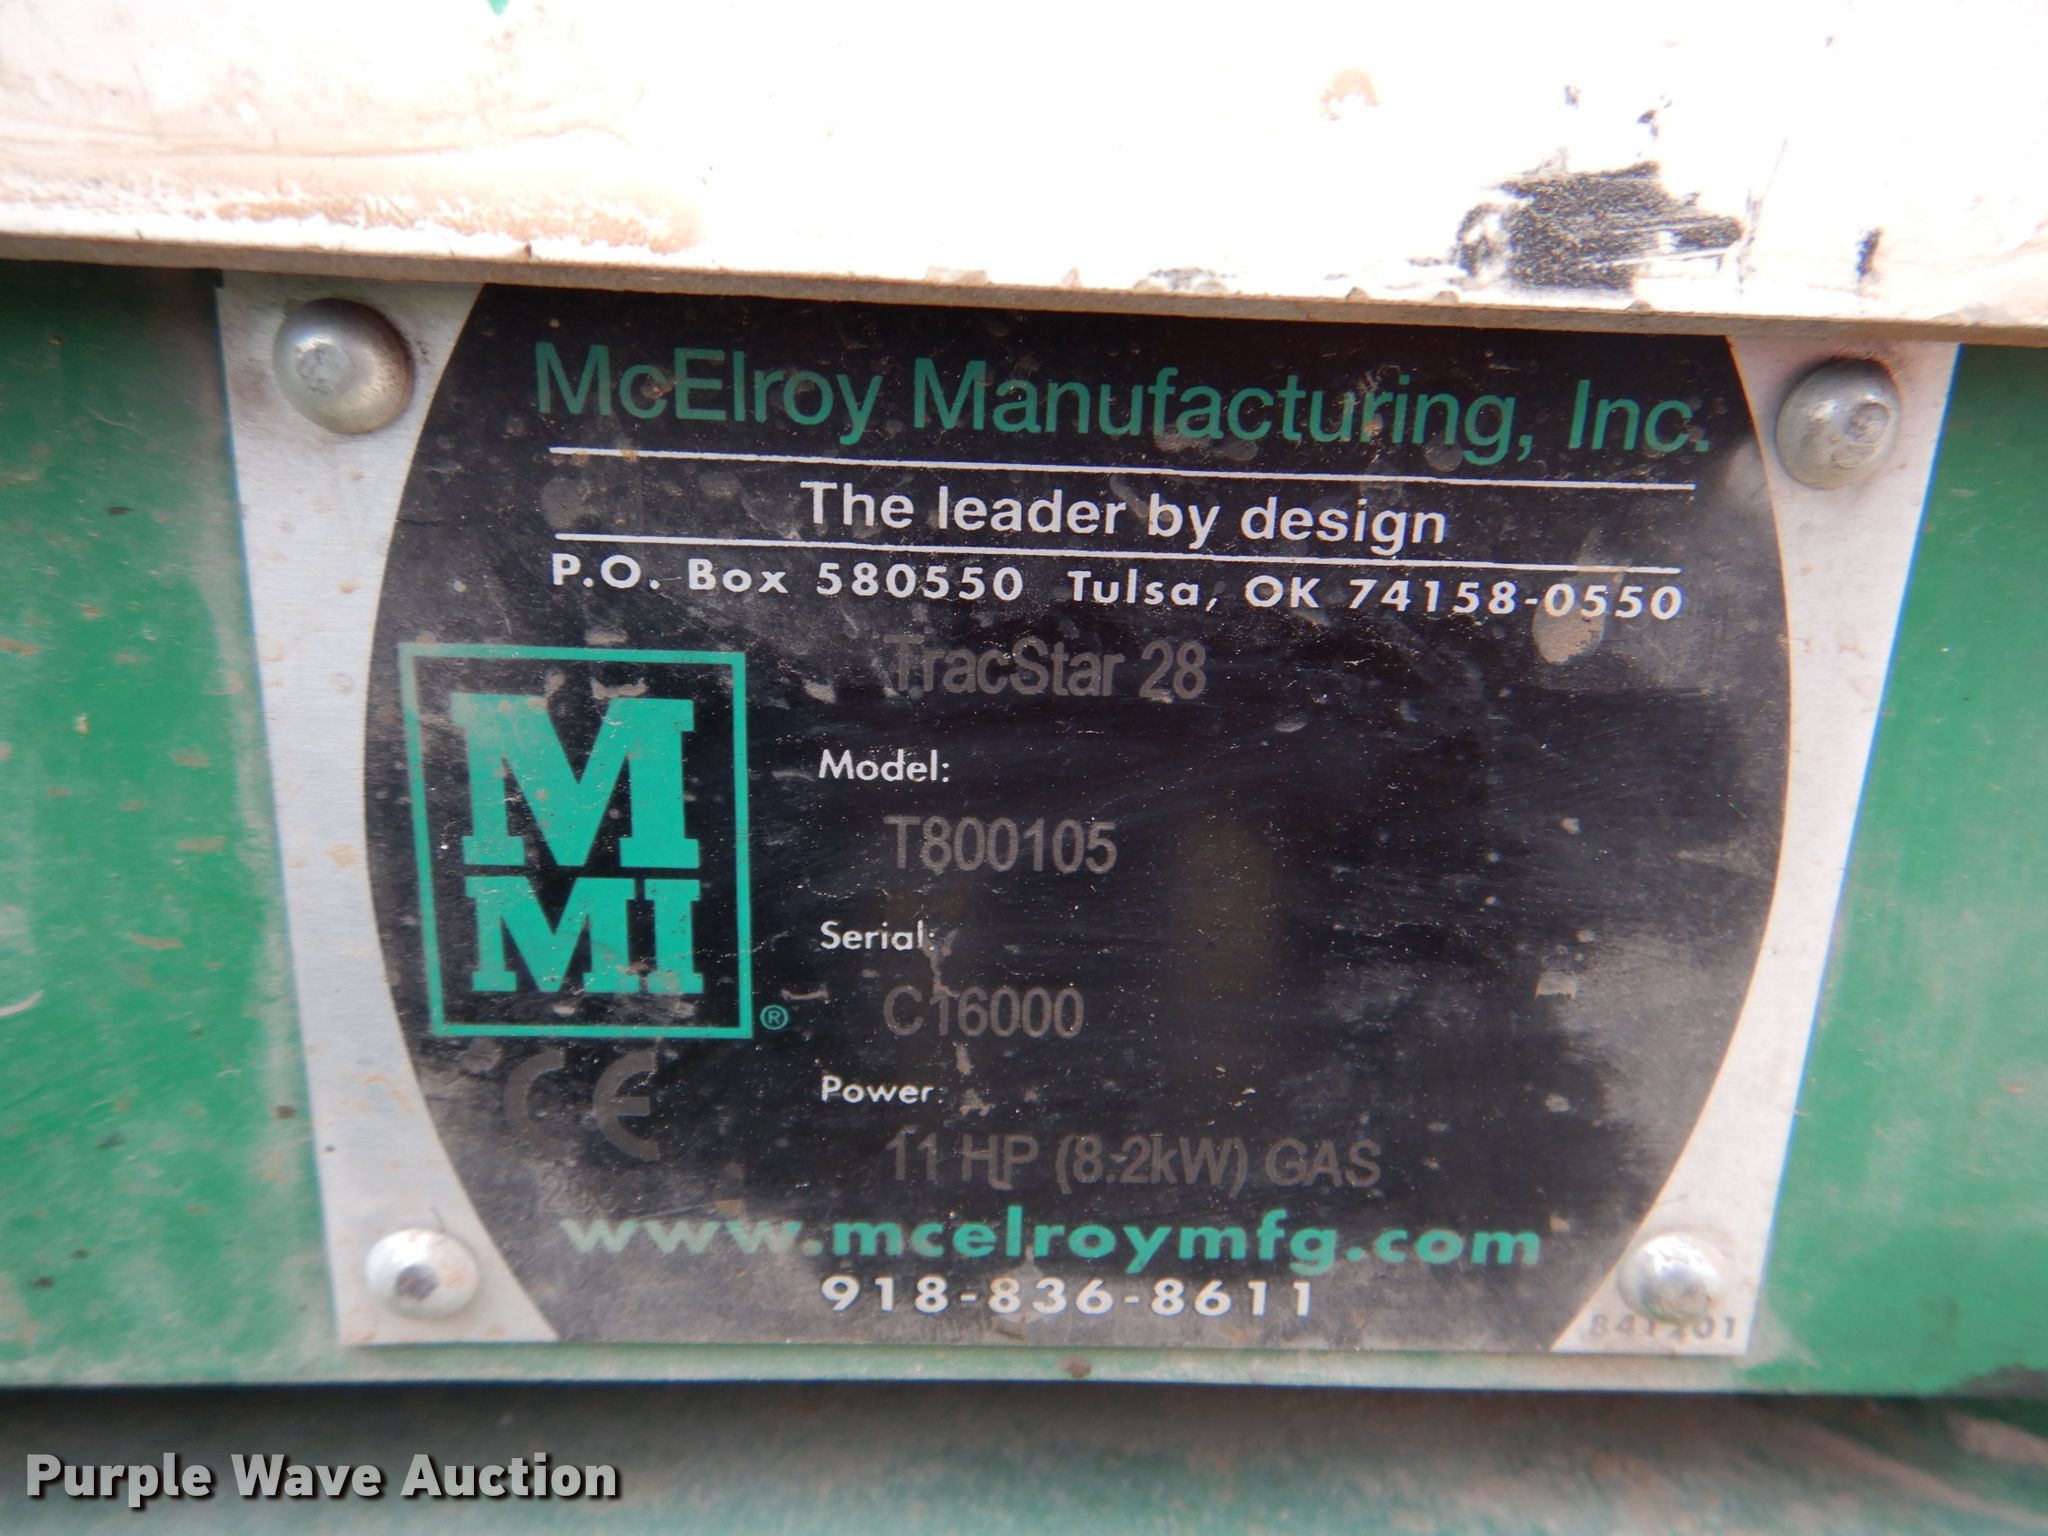 McElroy Manufacturing, Inc.
The leader by design
P.O. Box 580550 Tulsa, OK 74158-0550
TracStar 28
M
MI
®
Model:
T800105
Serial:
C16000
CE
Power:
11 HP (8.2kW) GAS
www.mcelroymfg.com
918-836-8611
841201
Purple Wave Auction